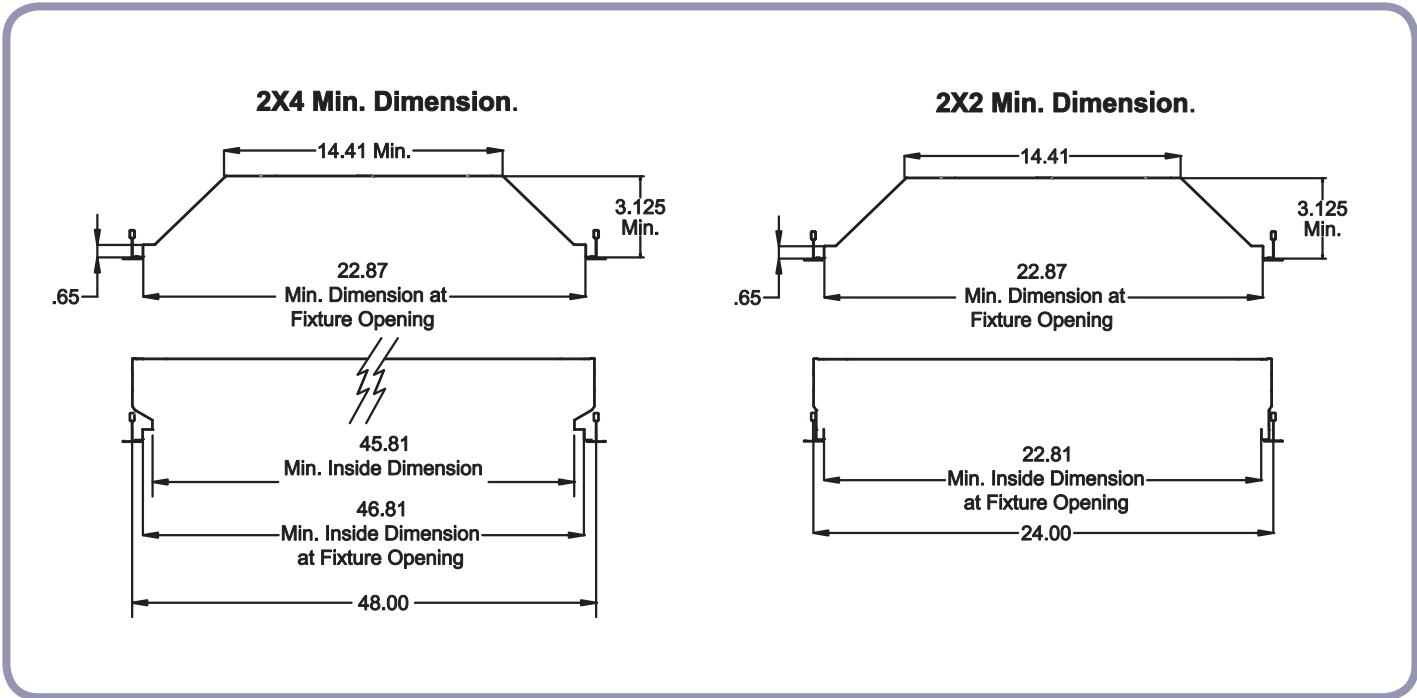 2X4 Min. Dimension.
14.41 Min.
3.125
Min.
.65
22.87
Min. Dimension at
Fixture Opening
45.81
Min. Inside Dimension
46.81
Min. Inside Dimension
at Fixture Opening
48.00
2X2 Min. Dimension.
14.41
3.125
Min.
.65
22.87
Min. Dimension at
Fixture Opening
22.81
Min. Inside Dimension
at Fixture Opening
24.00